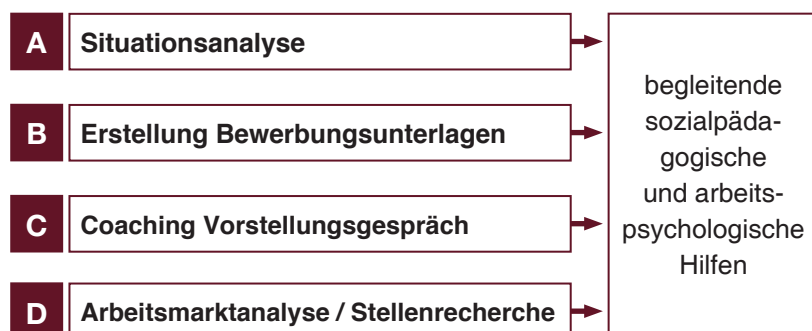 A Situationsanalyse
B Erstellung Bewerbungsunterlagen
C Coaching Vorstellungsgespräch
D Arbeitsmarktanalyse / Stellenrecherche
begleitende
sozialpäda-
gogische
und arbeits-
psychologische
Hilfen